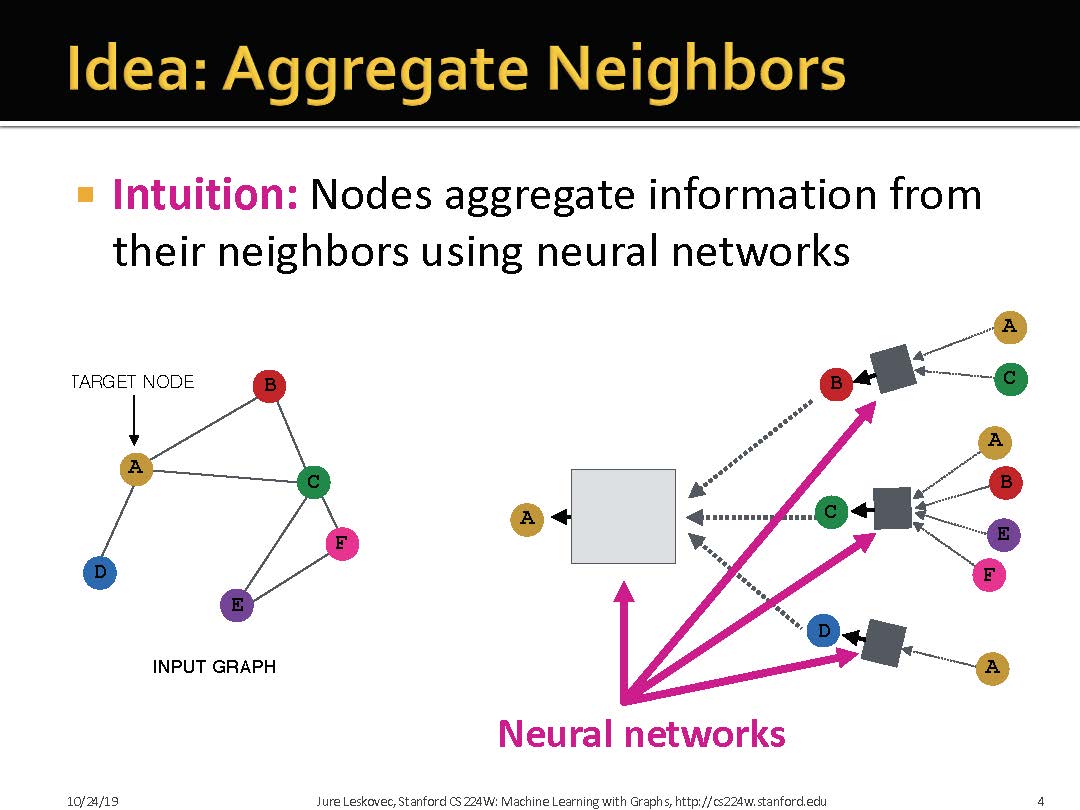 Idea: Aggregate Neighbors
Intuition: Nodes aggregate information from
their neighbors using neural networks
TARGET NODE
B
A
C
F
D
E
INPUT GRAPH
A
B
C
A
B
A
C
E
F
D
A
Neural networks
10/24/19
Jure Leskovec, Stanford CS224W: Machine Learning with Graphs, http://cs224w.stanford.edu
4